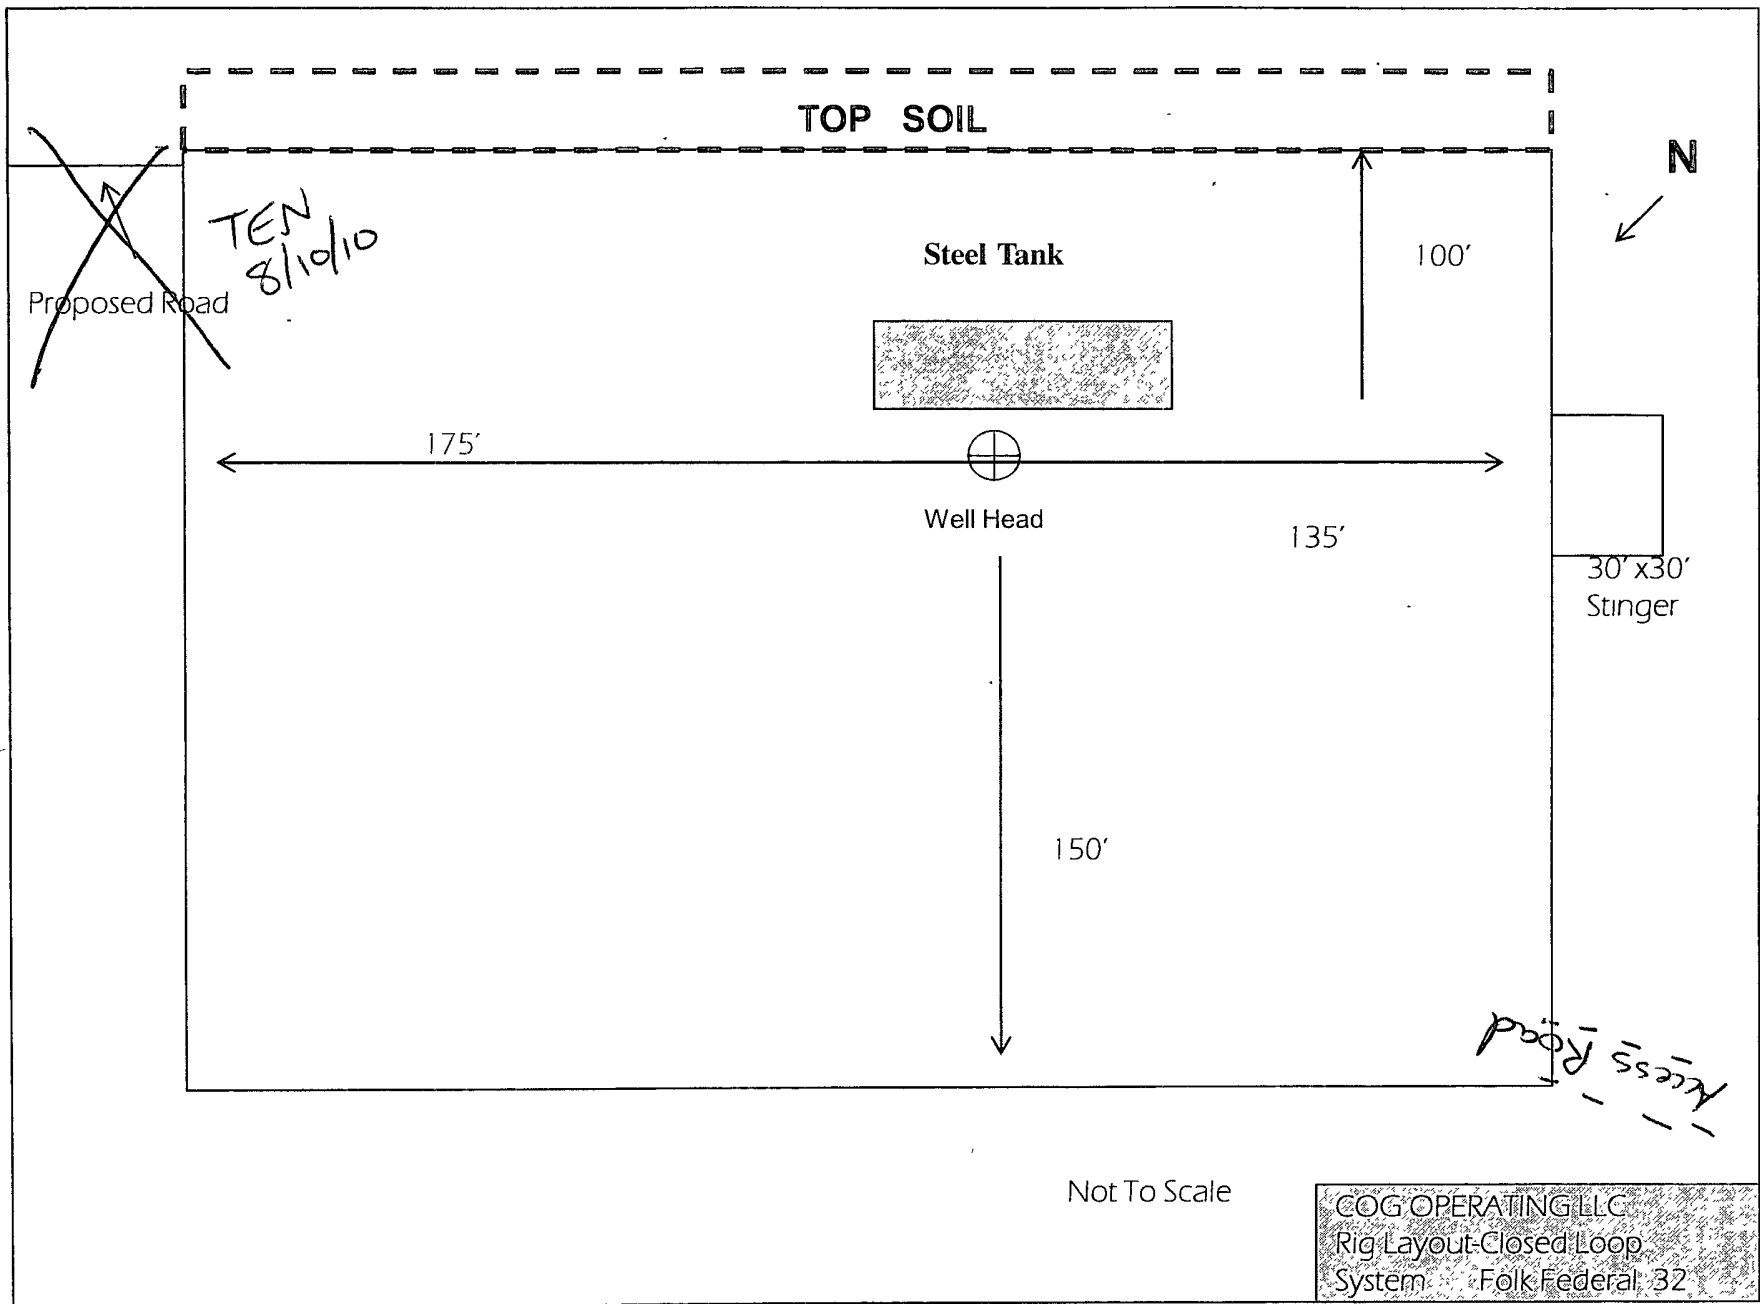 TOP SOIL
N
TEN
8/10/10
Steel Tank
100'
Proposed Road
175'
Well Head
135'
30'x30'
Stinger
150'
Access Road
Not To Scale
COG OPERATING LLC
Rig Layout-Closed Loop
System Folk Federal 32